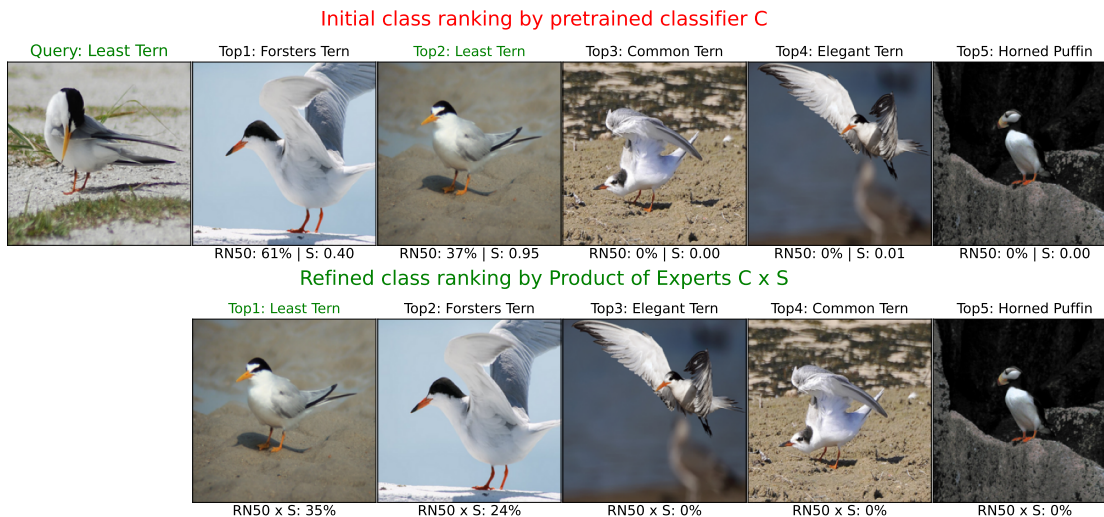 Initial class ranking by pretrained classifier C
Query: Least Tern
Top1: Forsters Tern
Top2: Least Tern
Top3: Common Tern
Top4: Elegant Tern
Top5: Horned Puffin
RN50: 61% | S: 0.40
RN50: 37% | S: 0.95
RN50: 0% | S: 0.00
RN50: 0% | S: 0.01
RN50: 0% | S: 0.00
Refined class ranking by Product of Experts C x S
Top1: Least Tern
Top2: Forsters Tern
Top3: Elegant Tern
Top4: Common Tern
Top5: Horned Puffin
RN50 x S: 35%
RN50 x S: 24%
RN50 x S: 0%
RN50 x S: 0%
RN50 x S: 0%